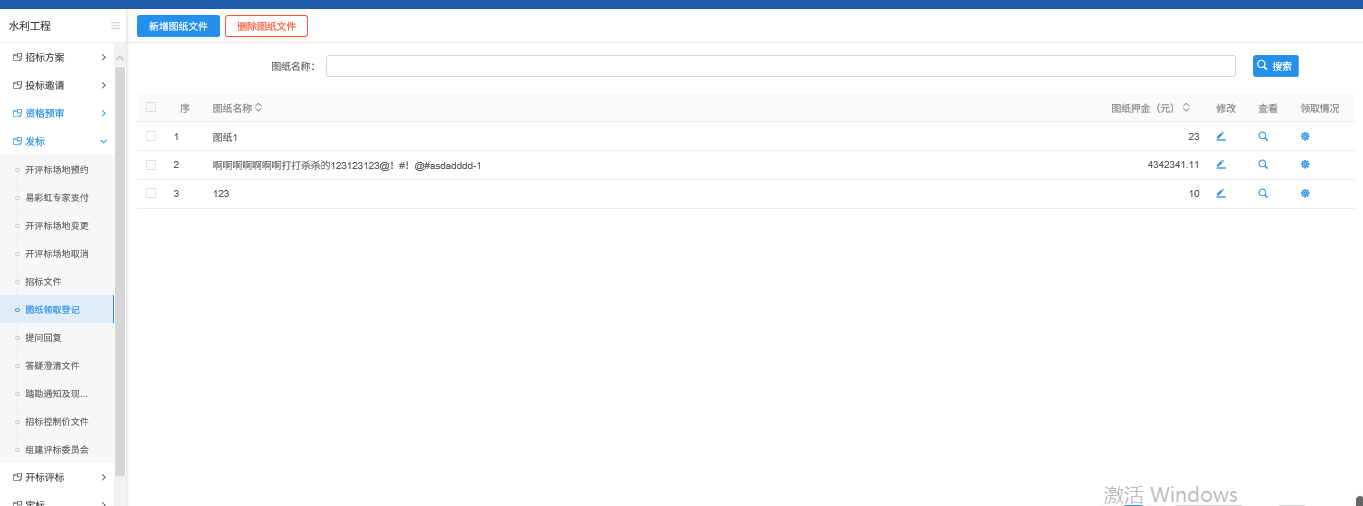 水利工程
新增图纸文件 删除图纸文件
招标方案
投标邀请
资格预审
发标
开评标场地预约
易彩虹专家支付
开评标场地变更
开评标场地取消
招标文件
图纸领取登记
提问回复
答疑澄清文件
踏勘通知及现...
招标控制价文件
组建评标委员会
开标评标
定标
图纸名称：
搜索
序 图纸名称 图纸押金（元） 修改 查看 领取情况
1 图纸1 23
2 啊啊啊啊啊啊啊打打杀杀的123123123@！#！@#asdadddd-1 4342341.11
3 123 10
激活 Windows